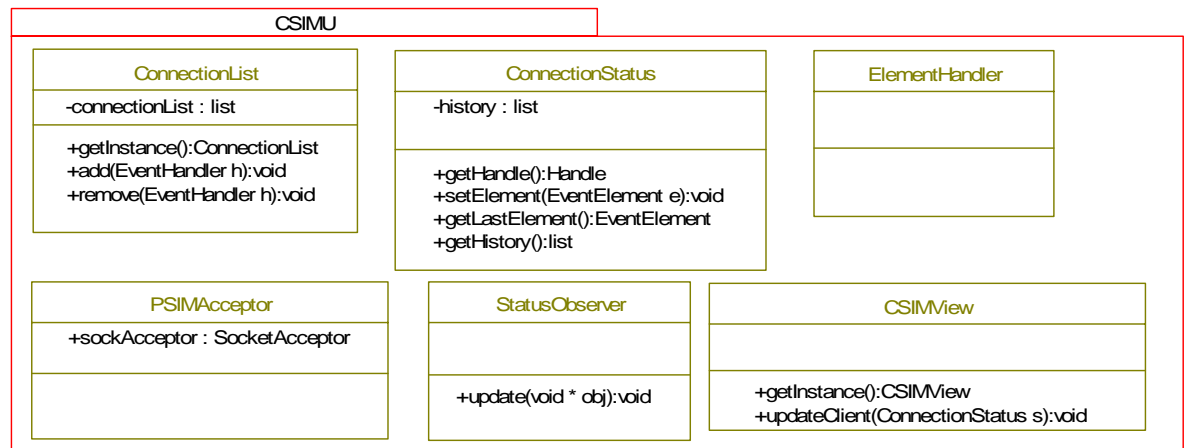 CSIMU
ConnectionList
-connectionList : list
+getInstance():ConnectionList
+add(EventHandler h):void
+remove(EventHandler h):void
ConnectionStatus
-history : list
+getHandle():Handle
+setElement(EventElement e):void
+getLastElement():EventElement
+getHistory():list
ElementHandler
PSIMAcceptor
+sockAcceptor : SocketAcceptor
StatusObserver
+update(void * obj):void
CSIMView
+getInstance():CSIMView
+updateClient(ConnectionStatus s):void